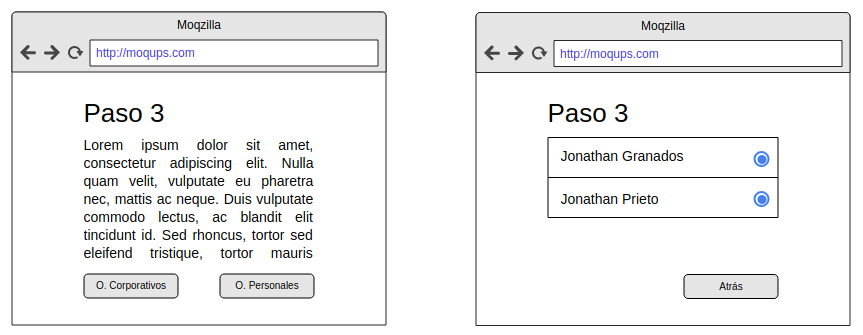 Moqzilla
http://moqups.com
Paso 3
Lorem ipsum dolor sit amet,
consectetur adipiscing elit. Nulla
quam velit, vulputate eu pharetra
nec, mattis ac neque. Duis vulputate
commodo lectus, ac blandit elit
tincidunt id. Sed rhoncus, tortor sed
eleifend tristique, tortor mauris
O. Corporativos
O. Personales
Moqzilla
http://moqups.com
Paso 3
Jonathan Granados
Jonathan Prieto
Atrás